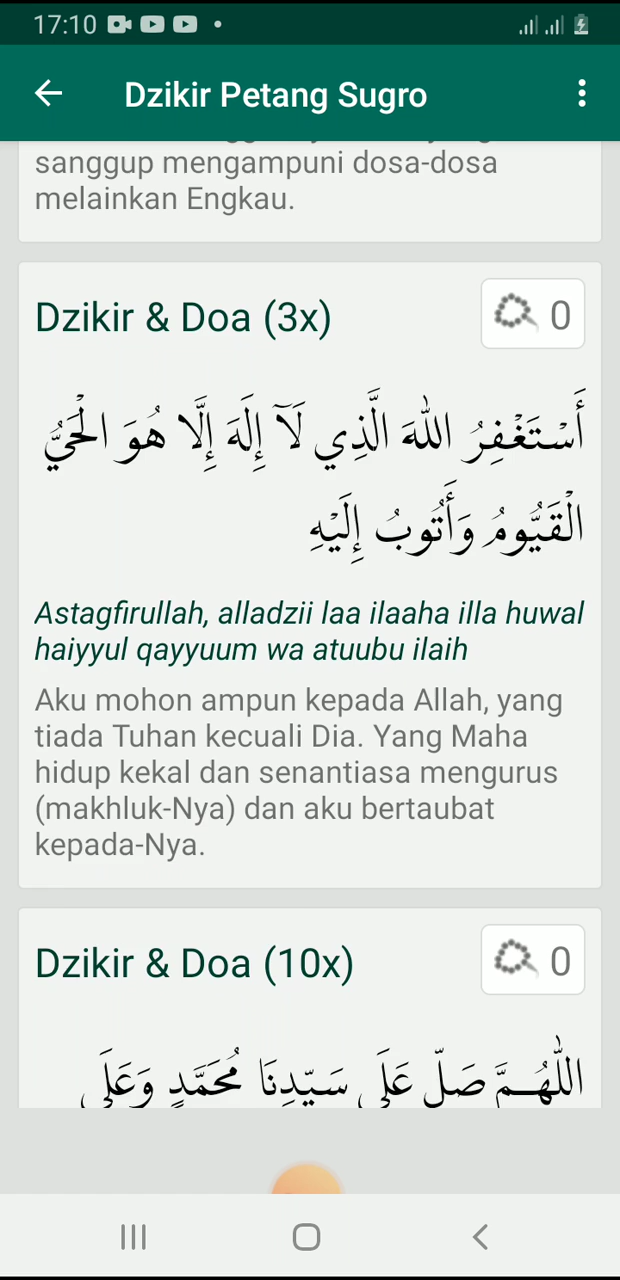 17:10
Dzikir Petang Sugro
sanggup mengampuni dosa-dosa
melainkan Engkau.
Dzikir & Doa (3x)
0
أَسْتَغْفِرُ اللهَ الَّذِي لَآ إِلَهَ إِلَّا هُوَ الْحَيُّ
الْقَيُّومُ وَأَتُوبُ إِلَيْهِ
Astagfirullah, alladzii laa ilaaha illa huwal
haiyyul qayyuum wa atuubu ilaih
Aku mohon ampun kepada Allah, yang
tiada Tuhan kecuali Dia. Yang Maha
hidup kekal dan senantiasa mengurus
(makhluk-Nya) dan aku bertaubat
kepada-Nya.
Dzikir & Doa (10x)
0
اللّٰهُـمَّ صَلِّ عَلَى سَيِّدِنَا مُحَمَّدٍ وَعَلَى